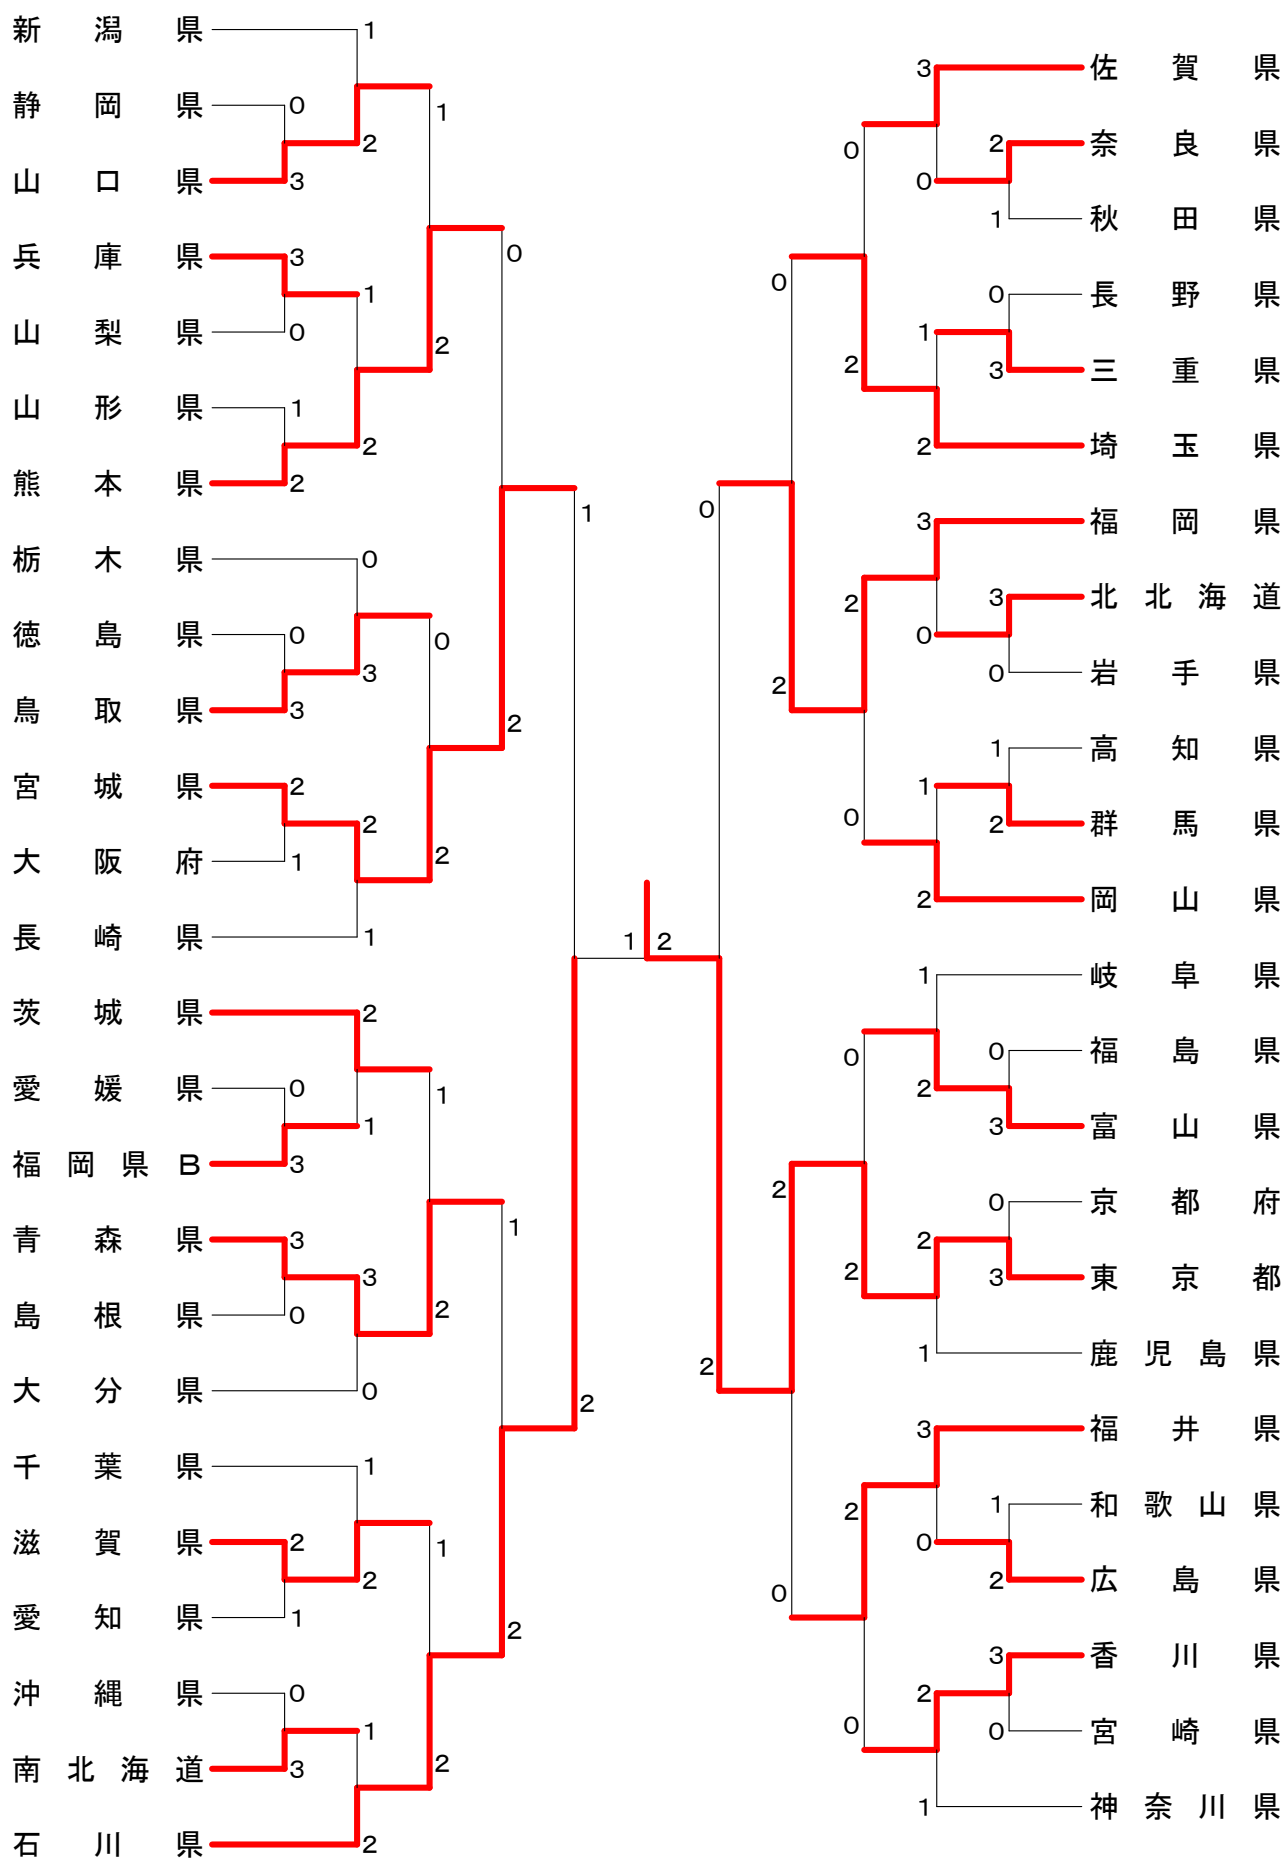 新潟県 1
静岡県 0
1
2
山口県 3
兵庫県 3
0
1
山梨県 0
2
山形県 1
2
熊本県 2
1
栃木県 0
徳島県 0
0
3
鳥取県 3
2
宮城県 2
2
大阪府 1
2
長崎県 1
茨城県 2
愛媛県 0
1
1
福岡県B 3
1
青森県 3
3
島根県 0
2
大分県 0
2
千葉県 1
滋賀県 2
1
2
愛知県 1
2
沖縄県 0
1
南北海道 3
2
石川県 2
1 2
3 佐賀県
2 奈良県
0
0
1 秋田県
0
0 長野県
1
2
3 三重県
2 埼玉県
0
3 福岡県
3 北北海道
2
0
0 岩手県
2
1 高知県
1
0
2 群馬県
2 岡山県
1 岐阜県
0 福島県
0
2
3 富山県
2
0 京都府
2
2
3 東京都
1 鹿児島県
2
3 福井県
1 和歌山県
2
0
2 広島県
0
3 香川県
2
0
0 宮崎県
1 神奈川県